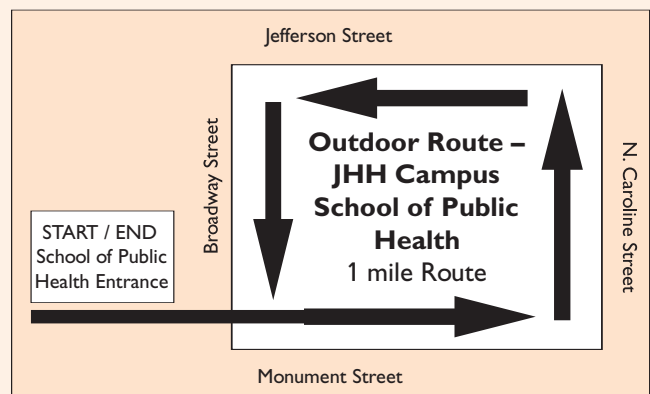 Jefferson Street
Broadway Street
Outdoor Route –
JHH Campus
School of Public
Health
1 mile Route
N. Caroline Street
START / END
School of Public
Health Entrance
Monument Street